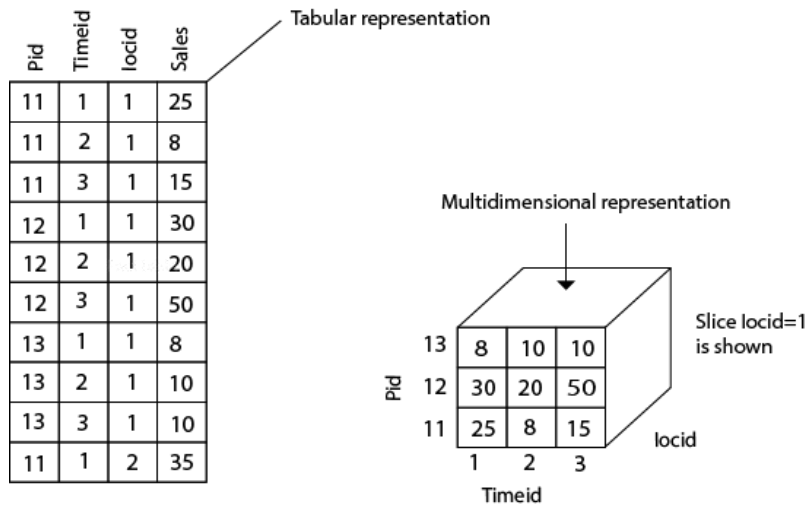 Tabular representation
Pid Timeid locid Sales
11 1 1 25
11 2 1 8
11 3 1 15
12 1 1 30
12 2 1 20
12 3 1 50
13 1 1 8
13 2 1 10
13 3 1 10
11 1 2 35
Multidimensional representation
Slice locid=1
is shown
Pid
13 8 10 10
12 30 20 50
11 25 8 15
1 2 3
locid
Timeid